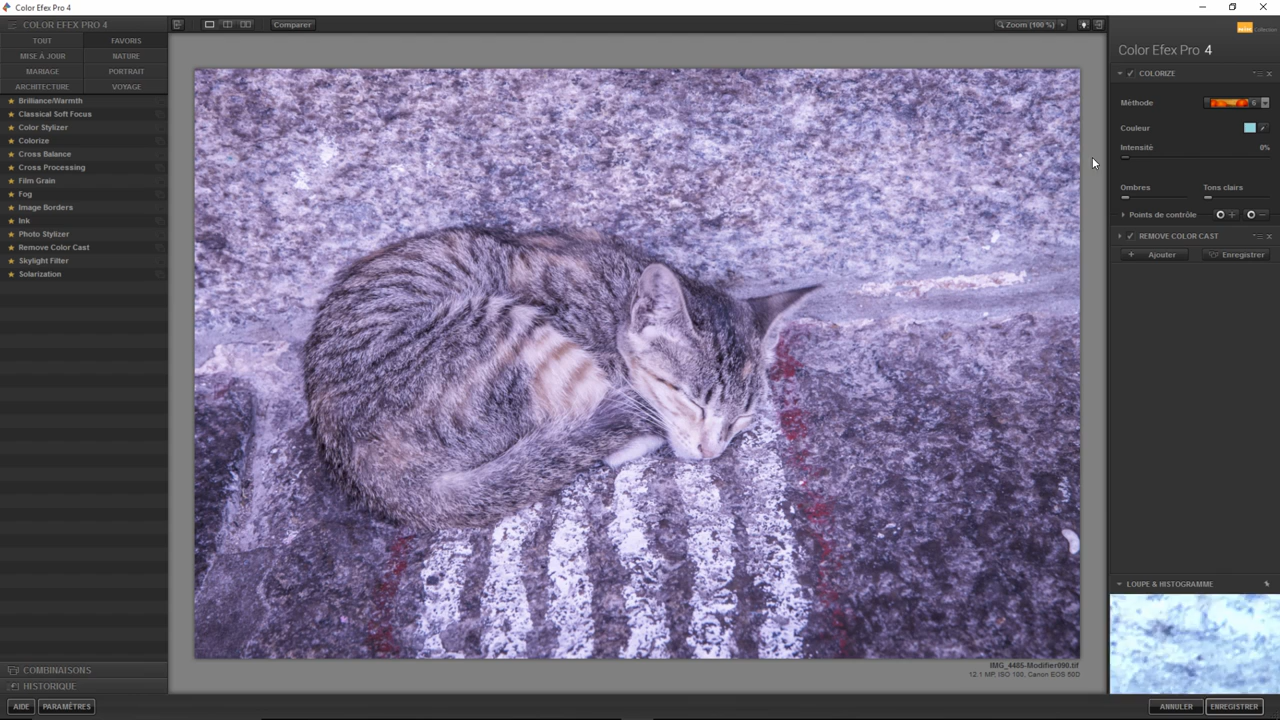 Color Efex Pro 4
COLOR EFEX PRO 4
Comparer
Zoom (100 %)
TOUT
FAVORIS
MISE À JOUR
NATURE
MARIAGE
PORTRAIT
ARCHITECTURE
VOYAGE
Brilliance/Warmth
Classical Soft Focus
Color Stylizer
Colorize
Cross Balance
Cross Processing
Film Grain
Fog
Image Borders
Ink
Photo Stylizer
Remove Color Cast
Skylight Filter
Solarization
COMBINAISONS
HISTORIQUE
AIDE
PARAMÈTRES
IMG_4485-Modifier090.tif
12.1 MP, ISO 100, Canon EOS 50D
Collection
Color Efex Pro 4
COLORIZE
Méthode
6
Couleur
Intensité
0%
Ombres
Tons clairs
Points de contrôle
REMOVE COLOR CAST
Ajouter
Enregistrer
LOUPE & HISTOGRAMME
ANNULER
ENREGISTRER